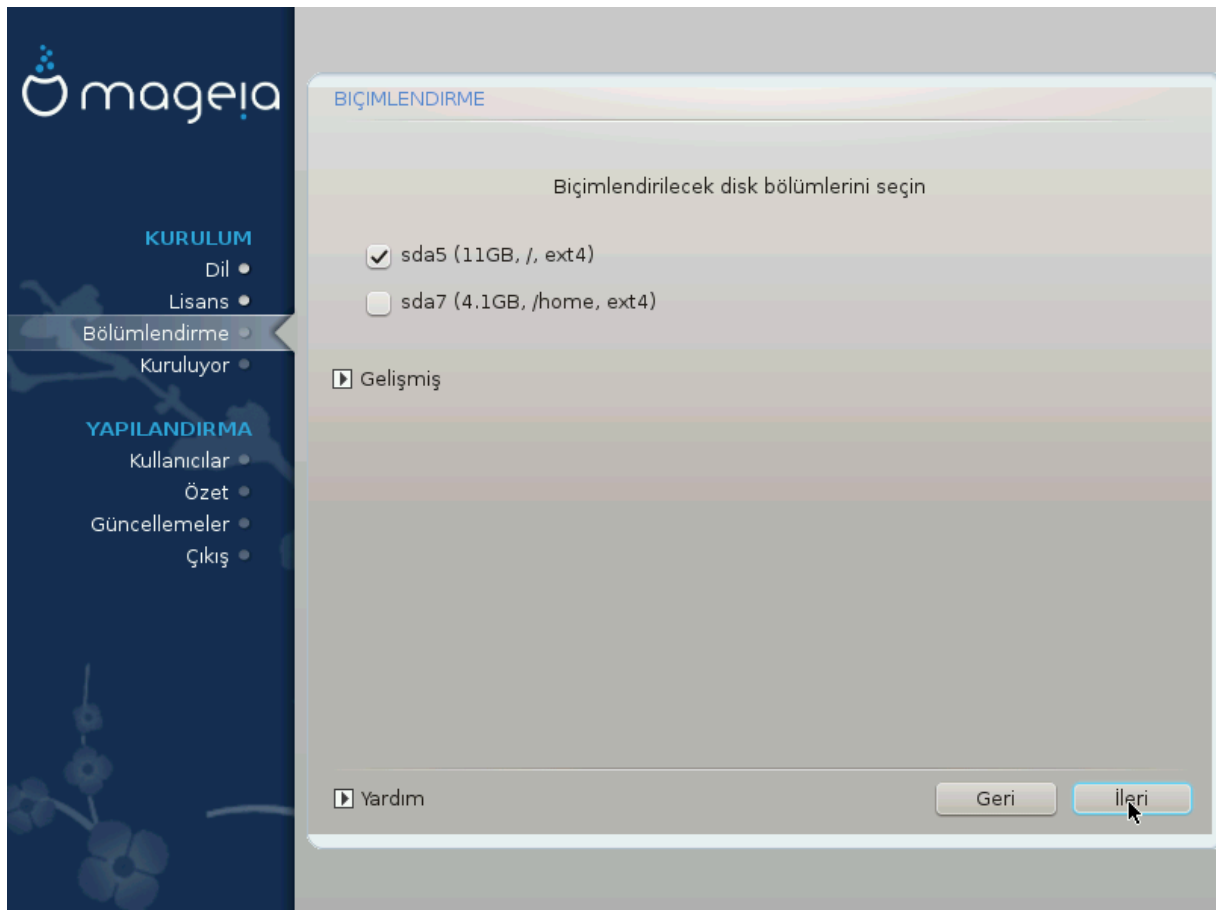 mageia
KURULUM
Dil
Lisans
Bölümlendirme
Kuruluyor
YAPILANDIRMA
Kullanıcılar
Özet
Güncellemeler
Çıkış
BIÇIMLENDIRME
Biçimlendirilecek disk bölümlerini seçin
sda5 (11GB, /, ext4)
sda7 (4.1GB, /home, ext4)
Gelişmiş
Yardım
Geri
İleri